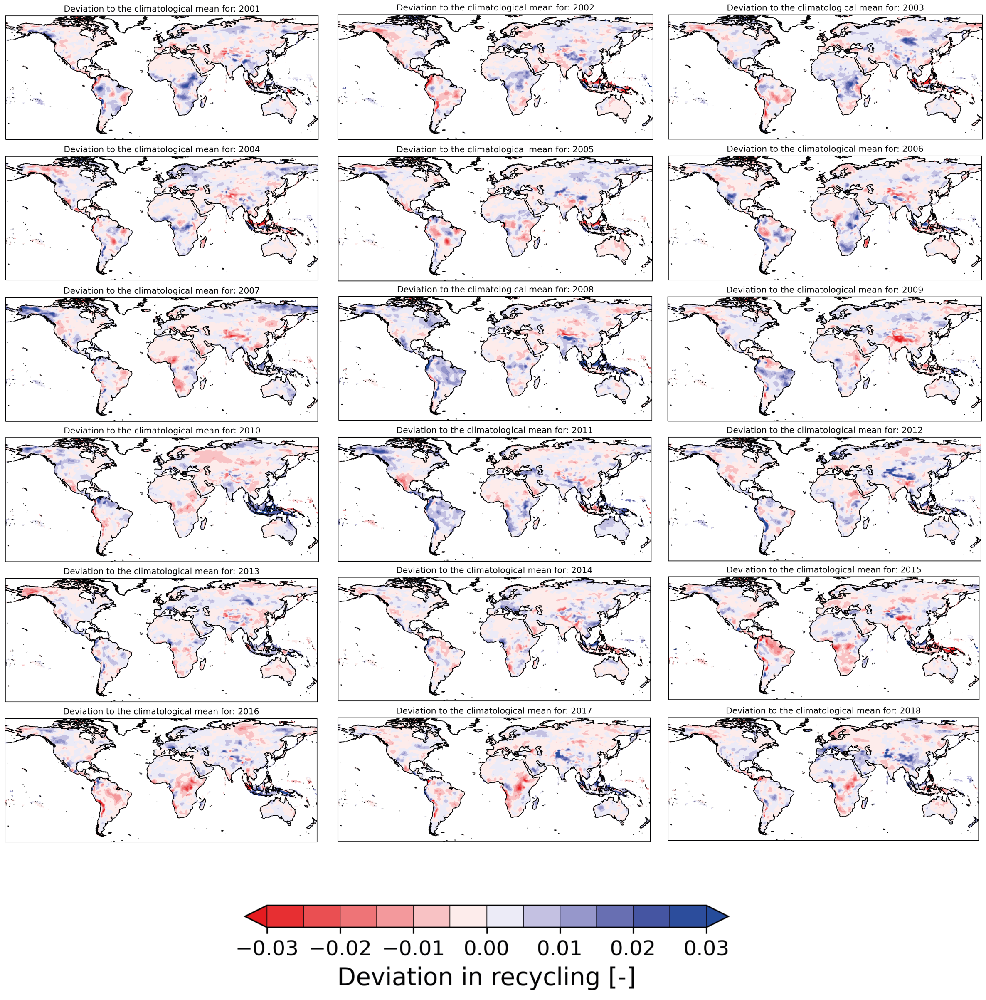 Deviation to the climatological mean for: 2001
Deviation to the climatological mean for: 2002
Deviation to the climatological mean for: 2003
Deviation to the climatological mean for: 2004
Deviation to the climatological mean for: 2005
Deviation to the climatological mean for: 2006
Deviation to the climatological mean for: 2007
Deviation to the climatological mean for: 2008
Deviation to the climatological mean for: 2009
Deviation to the climatological mean for: 2010
Deviation to the climatological mean for: 2011
Deviation to the climatological mean for: 2012
Deviation to the climatological mean for: 2013
Deviation to the climatological mean for: 2014
Deviation to the climatological mean for: 2015
Deviation to the climatological mean for: 2016
Deviation to the climatological mean for: 2017
Deviation to the climatological mean for: 2018
−0.03 −0.02 −0.01 0.00 0.01 0.02 0.03
Deviation in recycling [-]